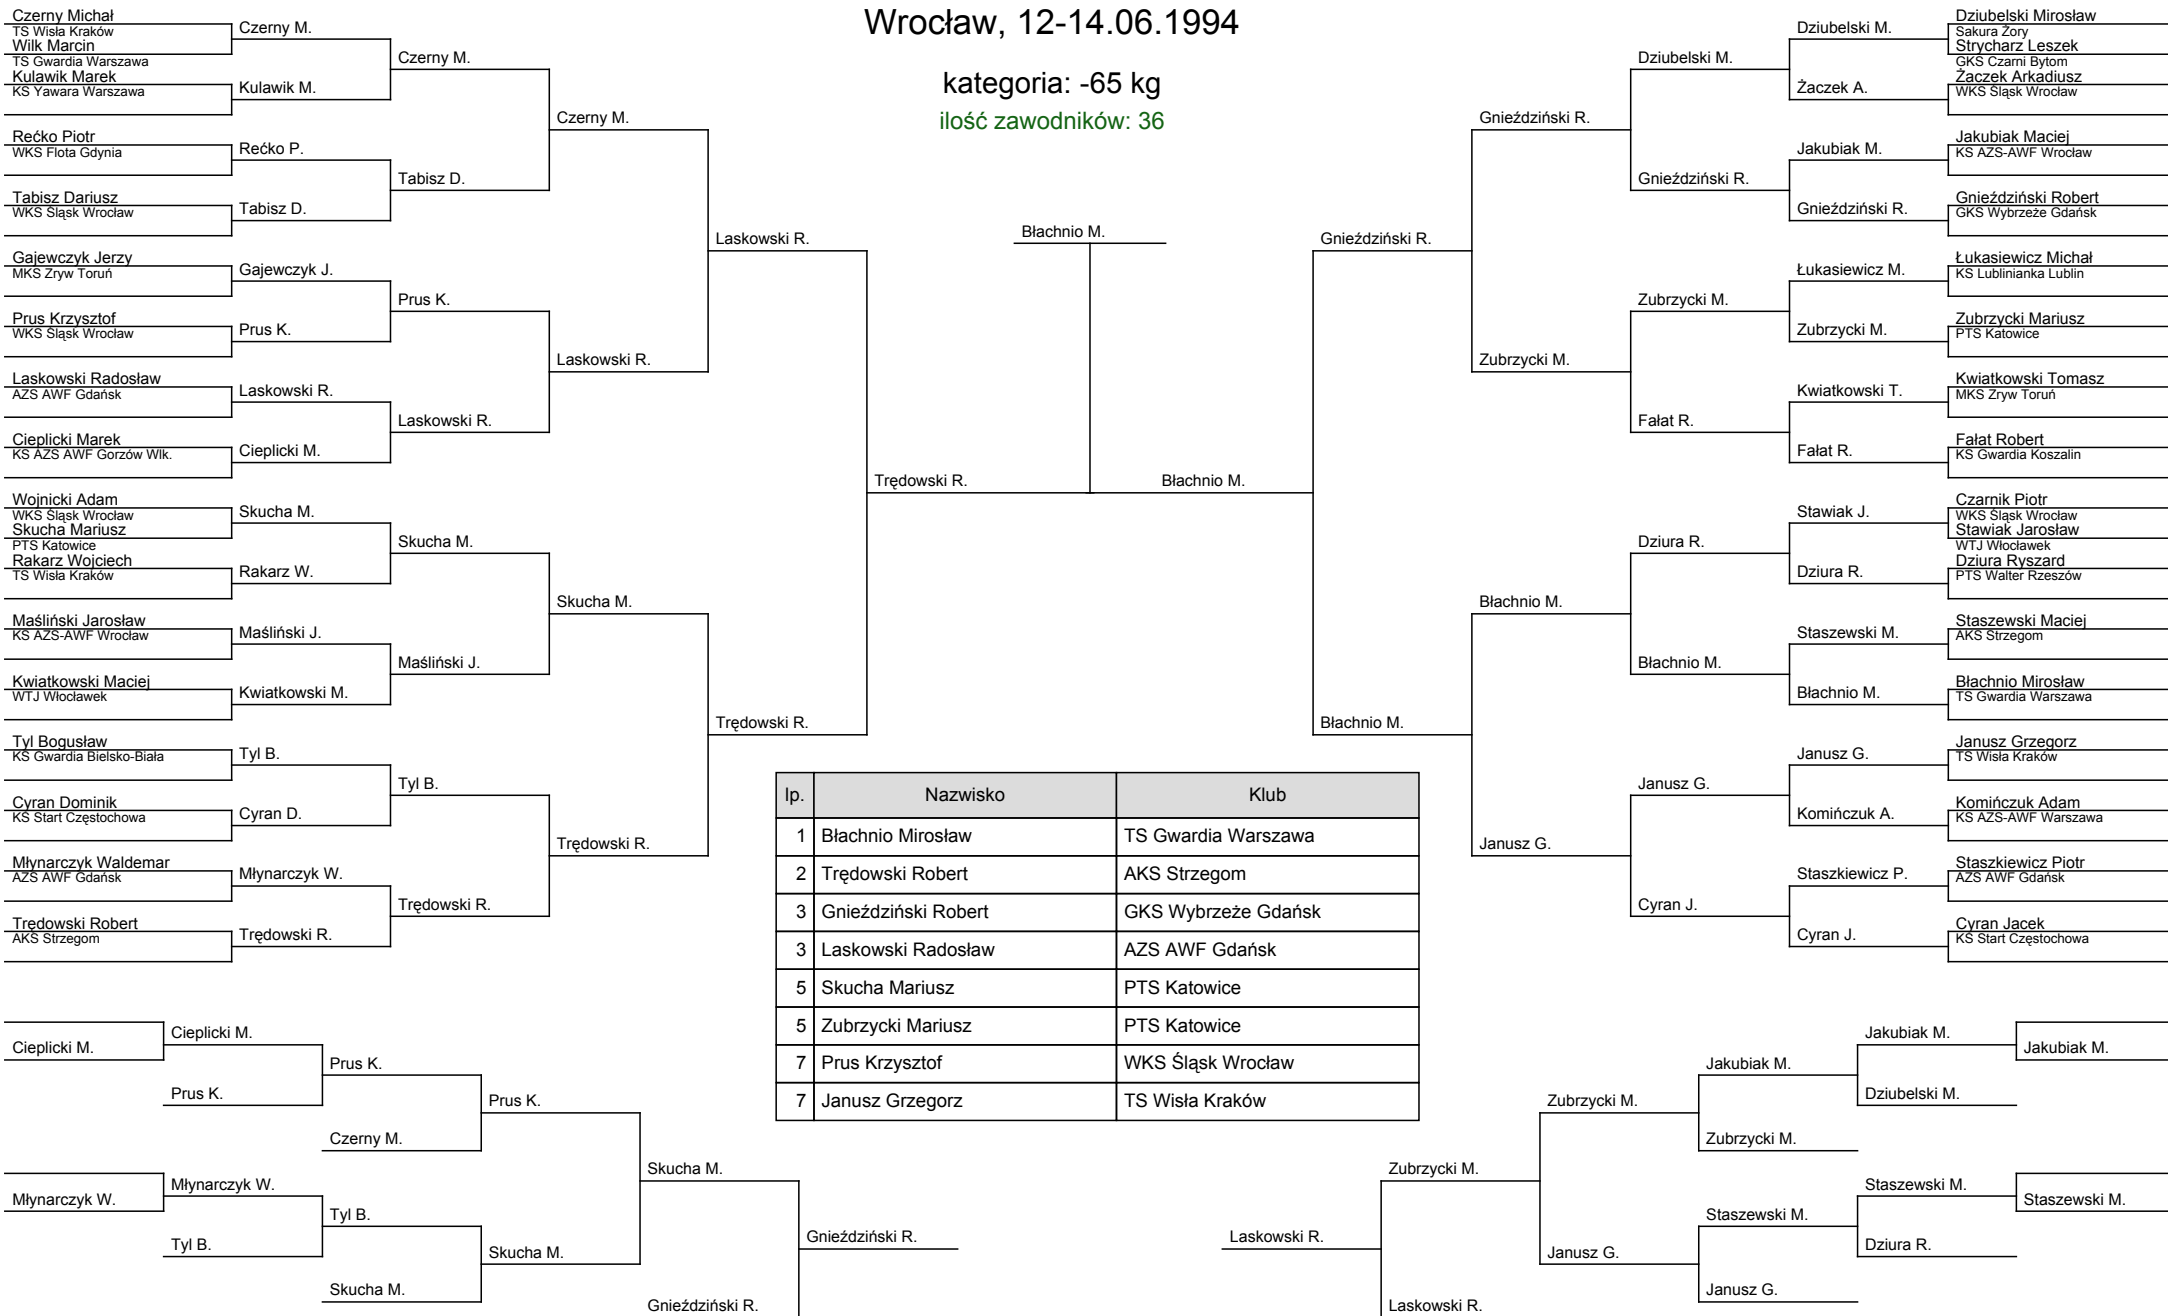 Wrocław, 12-14.06.1994
kategoria: -65 kg
ilość zawodników: 36
Czerny Michał
TS Wisła Kraków
Wilk Marcin
TS Gwardia Warszawa
Kulawik Marek
KS Yawara Warszawa
Rećko Piotr
WKS Flota Gdynia
Tabisz Dariusz
WKS Śląsk Wrocław
Gajewczyk Jerzy
MKS Zryw Toruń
Prus Krzysztof
WKS Śląsk Wrocław
Laskowski Radosław
AZS AWF Gdańsk
Cieplicki Marek
KS AZS AWF Gorzów Wlk.
Wojnicki Adam
WKS Śląsk Wrocław
Skucha Mariusz
PTS Katowice
Rakarz Wojciech
TS Wisła Kraków
Maśliński Jarosław
KS AZS-AWF Wrocław
Kwiatkowski Maciej
WTJ Włocławek
Tyl Bogusław
KS Gwardia Bielsko-Biała
Cyran Dominik
KS Start Częstochowa
Młynarczyk Waldemar
AZS AWF Gdańsk
Trędowski Robert
AKS Strzegom
Czerny M.
Kulawik M.
Rećko P.
Tabisz D.
Gajewczyk J.
Prus K.
Laskowski R.
Cieplicki M.
Skucha M.
Rakarz W.
Maśliński J.
Kwiatkowski M.
Tyl B.
Cyran D.
Młynarczyk W.
Trędowski R.
Czerny M.
Tabisz D.
Prus K.
Laskowski R.
Skucha M.
Maśliński J.
Tyl B.
Trędowski R.
Czerny M.
Laskowski R.
Skucha M.
Trędowski R.
Laskowski R.
Trędowski R.
Trędowski R.
Błachnio M.
Błachnio M.
Gnieździński R.
Błachnio M.
Gnieździński R.
Zubrzycki M.
Błachnio M.
Janusz G.
Dziubelski M.
Gnieździński R.
Zubrzycki M.
Fałat R.
Dziura R.
Błachnio M.
Janusz G.
Cyran J.
Dziubelski M.
Żaczek A.
Jakubiak M.
Gnieździński R.
Łukasiewicz M.
Zubrzycki M.
Kwiatkowski T.
Fałat R.
Stawiak J.
Dziura R.
Staszewski M.
Błachnio M.
Janusz G.
Komińczuk A.
Staszkiewicz P.
Cyran J.
Dziubelski Mirosław
Sakura Żory
Strycharz Leszek
GKS Czarni Bytom
Żaczek Arkadiusz
WKS Śląsk Wrocław
Jakubiak Maciej
KS AZS-AWF Wrocław
Gnieździński Robert
GKS Wybrzeże Gdańsk
Łukasiewicz Michał
KS Lublinianka Lublin
Zubrzycki Mariusz
PTS Katowice
Kwiatkowski Tomasz
MKS Zryw Toruń
Fałat Robert
KS Gwardia Koszalin
Czarnik Piotr
WKS Śląsk Wrocław
Stawiak Jarosław
WTJ Włocławek
Dziura Ryszard
PTS Walter Rzeszów
Staszewski Maciej
AKS Strzegom
Błachnio Mirosław
TS Gwardia Warszawa
Janusz Grzegorz
TS Wisła Kraków
Komińczuk Adam
KS AZS-AWF Warszawa
Staszkiewicz Piotr
AZS AWF Gdańsk
Cyran Jacek
KS Start Częstochowa
lp. Nazwisko Klub
1 Błachnio Mirosław TS Gwardia Warszawa
2 Trędowski Robert AKS Strzegom
3 Gnieździński Robert GKS Wybrzeże Gdańsk
3 Laskowski Radosław AZS AWF Gdańsk
5 Skucha Mariusz PTS Katowice
5 Zubrzycki Mariusz PTS Katowice
7 Prus Krzysztof WKS Śląsk Wrocław
7 Janusz Grzegorz TS Wisła Kraków
Cieplicki M.
Młynarczyk W.
Cieplicki M.
Prus K.
Młynarczyk W.
Tyl B.
Prus K.
Czerny M.
Tyl B.
Skucha M.
Prus K.
Skucha M.
Skucha M.
Gnieździński R.
Gnieździński R.
Laskowski R.
Zubrzycki M.
Laskowski R.
Zubrzycki M.
Janusz G.
Jakubiak M.
Zubrzycki M.
Staszewski M.
Janusz G.
Jakubiak M.
Dziubelski M.
Staszewski M.
Dziura R.
Jakubiak M.
Staszewski M.